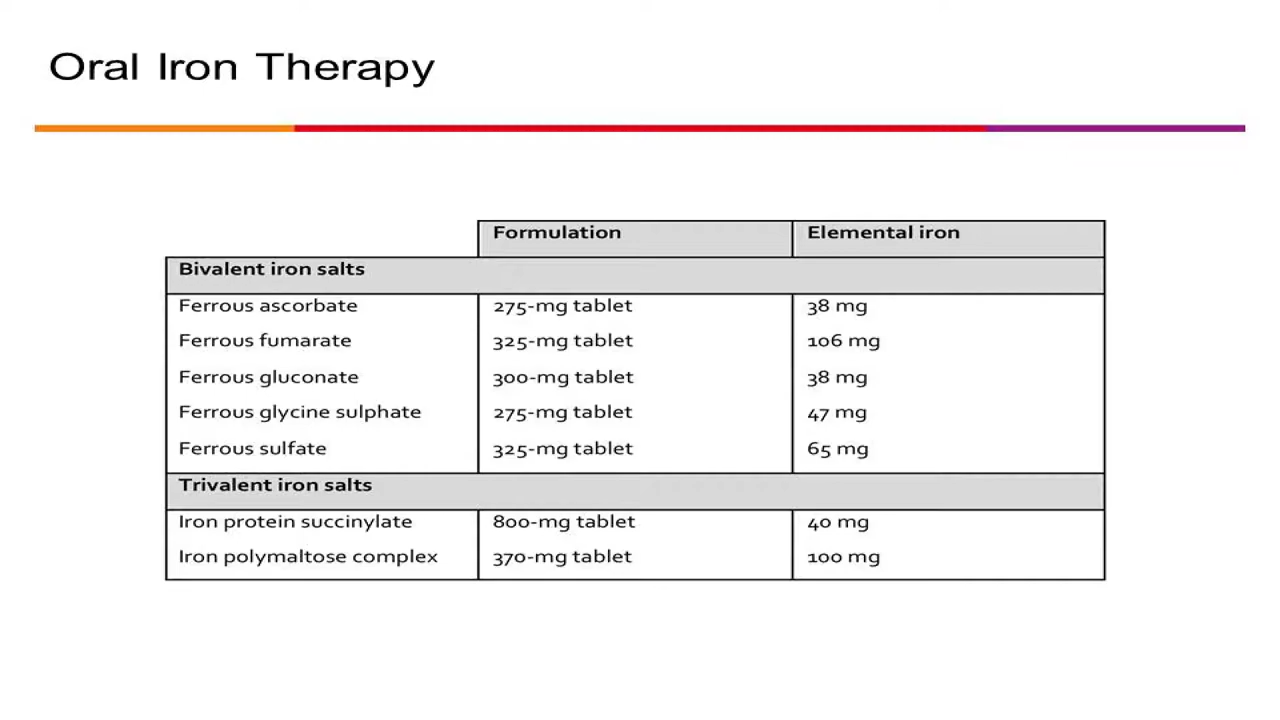 Oral Iron Therapy
Formulation Elemental iron
Bivalent iron salts
Ferrous ascorbate 275-mg tablet 38 mg
Ferrous fumarate 325-mg tablet 106 mg
Ferrous gluconate 300-mg tablet 38 mg
Ferrous glycine sulphate 275-mg tablet 47 mg
Ferrous sulfate 325-mg tablet 65 mg
Trivalent iron salts
Iron protein succinylate 800-mg tablet 40 mg
Iron polymaltose complex 370-mg tablet 100 mg